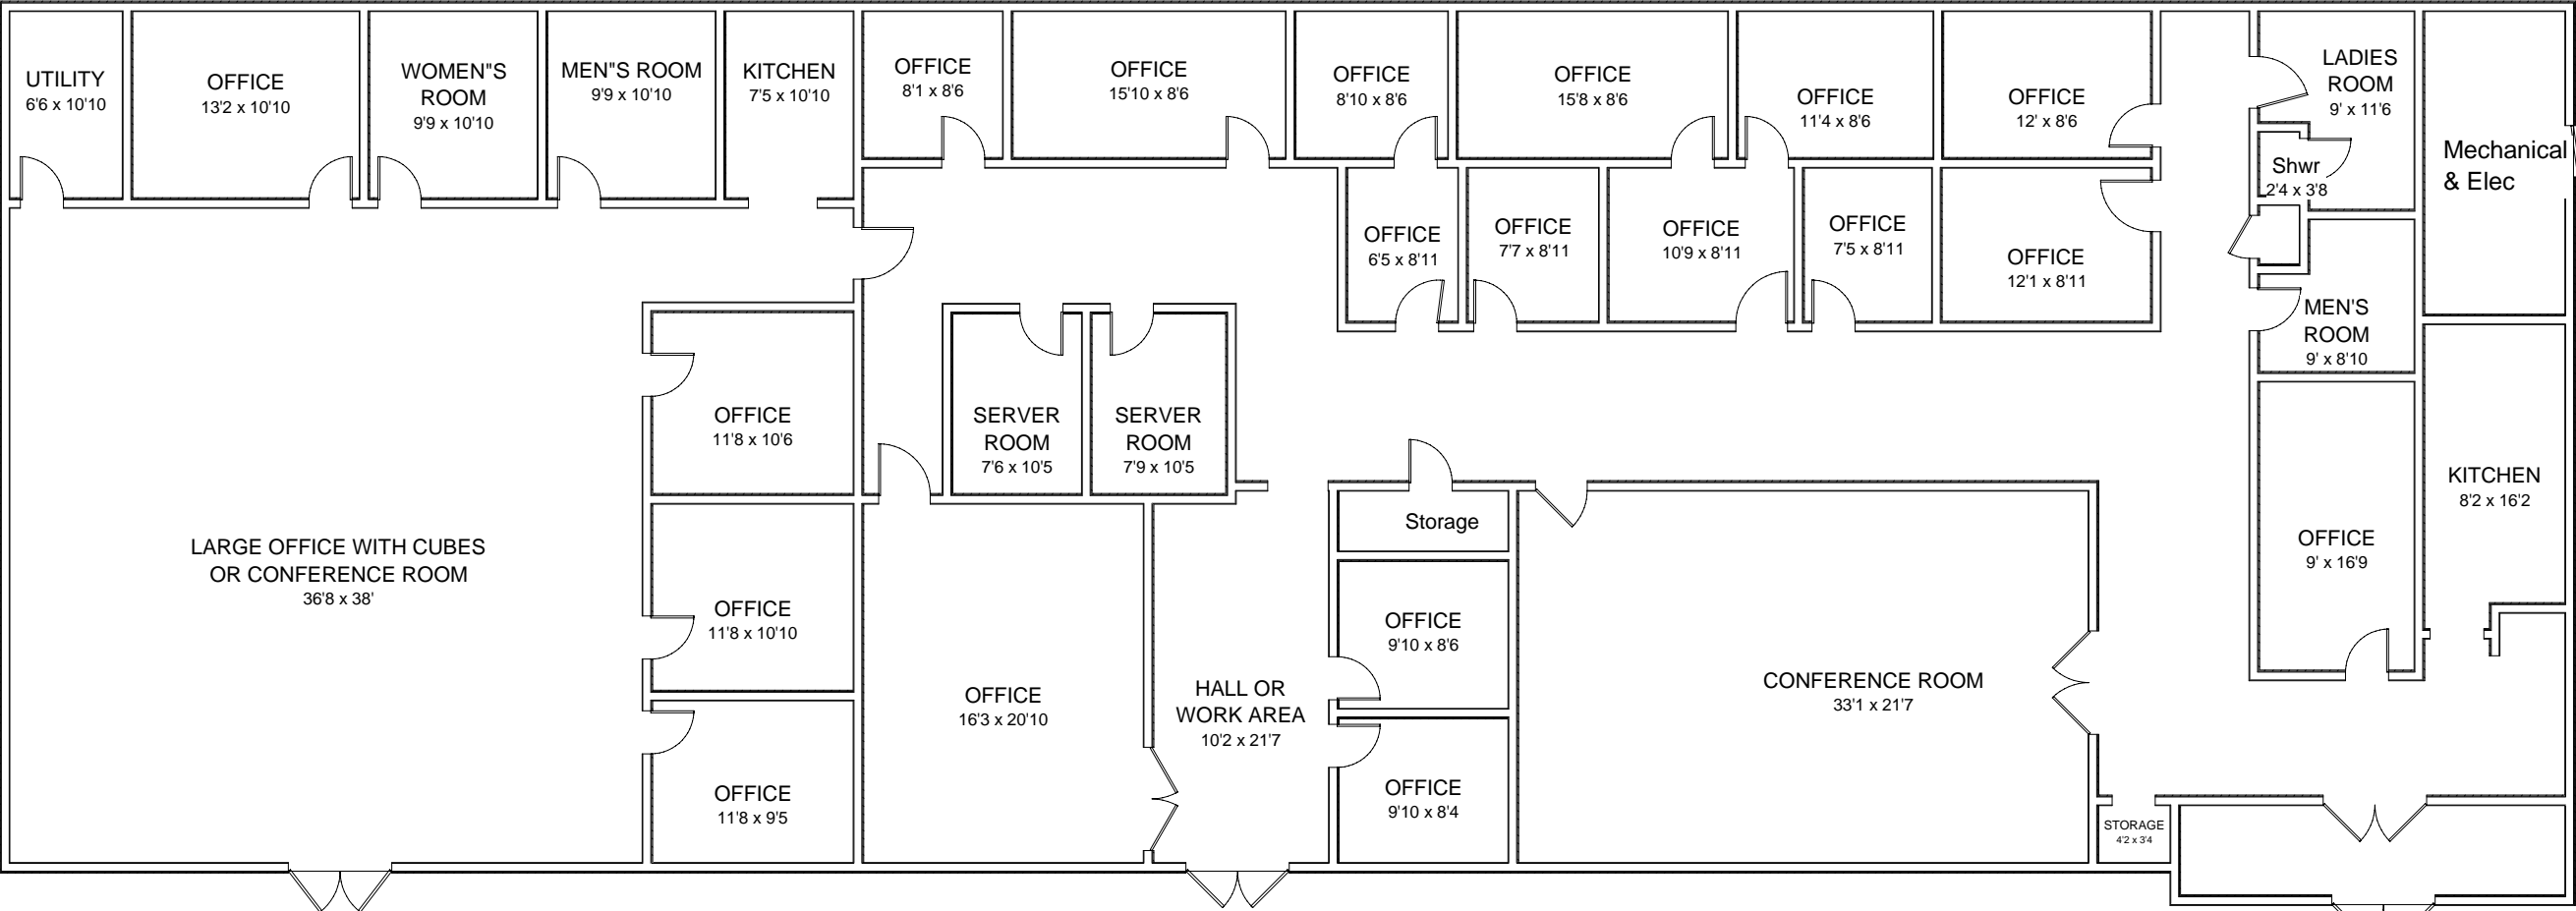 UTILITY
6'6 x 10'10
OFFICE
13'2 x 10'10
WOMEN"S
ROOM
9'9 x 10'10
MEN"S ROOM
9'9 x 10'10
KITCHEN
7'5 x 10'10
OFFICE
8'1 x 8'6
OFFICE
15'10 x 8'6
OFFICE
8'10 x 8'6
OFFICE
15'8 x 8'6
OFFICE
11'4 x 8'6
OFFICE
12' x 8'6
LADIES
ROOM
9' x 11'6
Mechanical
& Elec
Shwr
2'4 x 3'8
OFFICE
6'5 x 8'11
OFFICE
7'7 x 8'11
OFFICE
10'9 x 8'11
OFFICE
7'5 x 8'11
OFFICE
12'1 x 8'11
MEN'S
ROOM
9' x 8'10
OFFICE
11'8 x 10'6
SERVER
ROOM
7'6 x 10'5
SERVER
ROOM
7'9 x 10'5
KITCHEN
8'2 x 16'2
Storage
OFFICE
9' x 16'9
LARGE OFFICE WITH CUBES
OR CONFERENCE ROOM
36'8 x 38'
OFFICE
11'8 x 10'10
OFFICE
9'10 x 8'6
OFFICE
16'3 x 20'10
HALL OR
WORK AREA
10'2 x 21'7
CONFERENCE ROOM
33'1 x 21'7
OFFICE
11'8 x 9'5
OFFICE
9'10 x 8'4
STORAGE
4'2 x 3'4